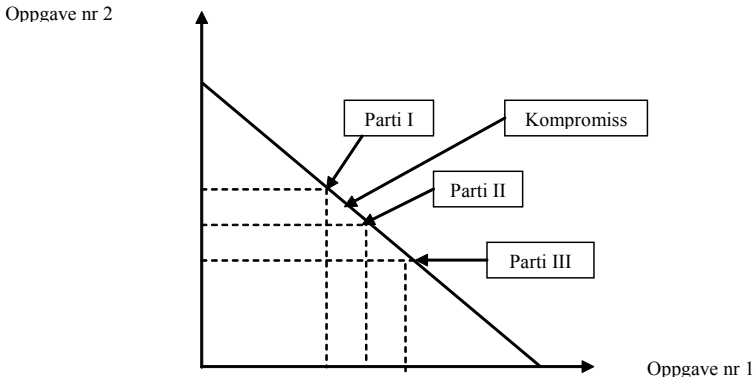 Oppgave nr 2
Parti I
Kompromiss
Parti II
Parti III
Oppgave nr 1